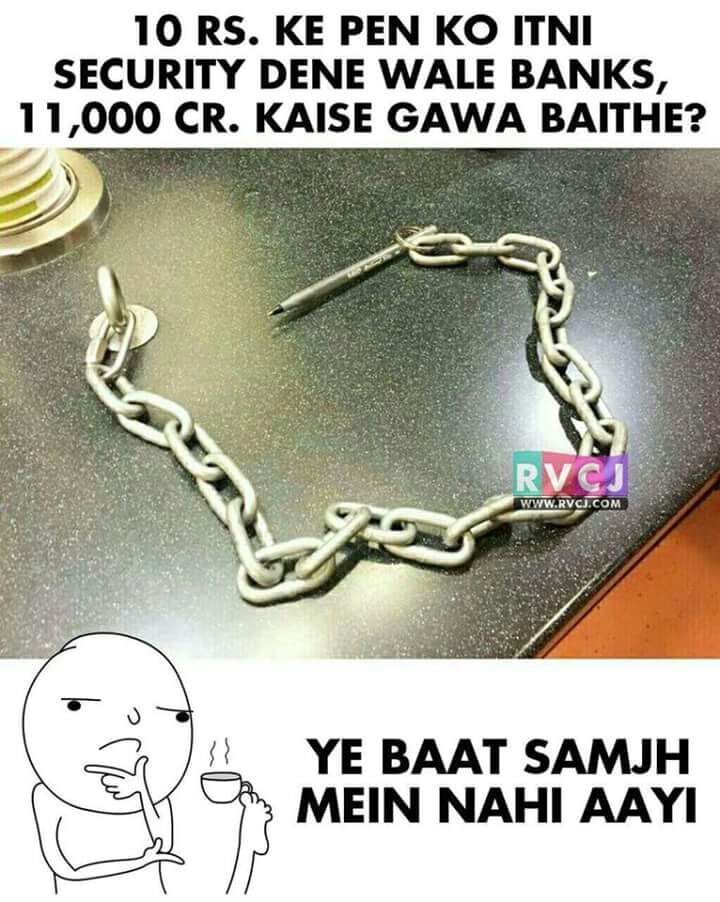 10 RS. KE PEN KO ITNI
SECURITY DENE WALE BANKS,
11,000 CR. KAISE GAWA BAITHE?
RVCJ
WWW.RVCJ.COM
YE BAAT SAMJH
MEIN NAHI AAYI